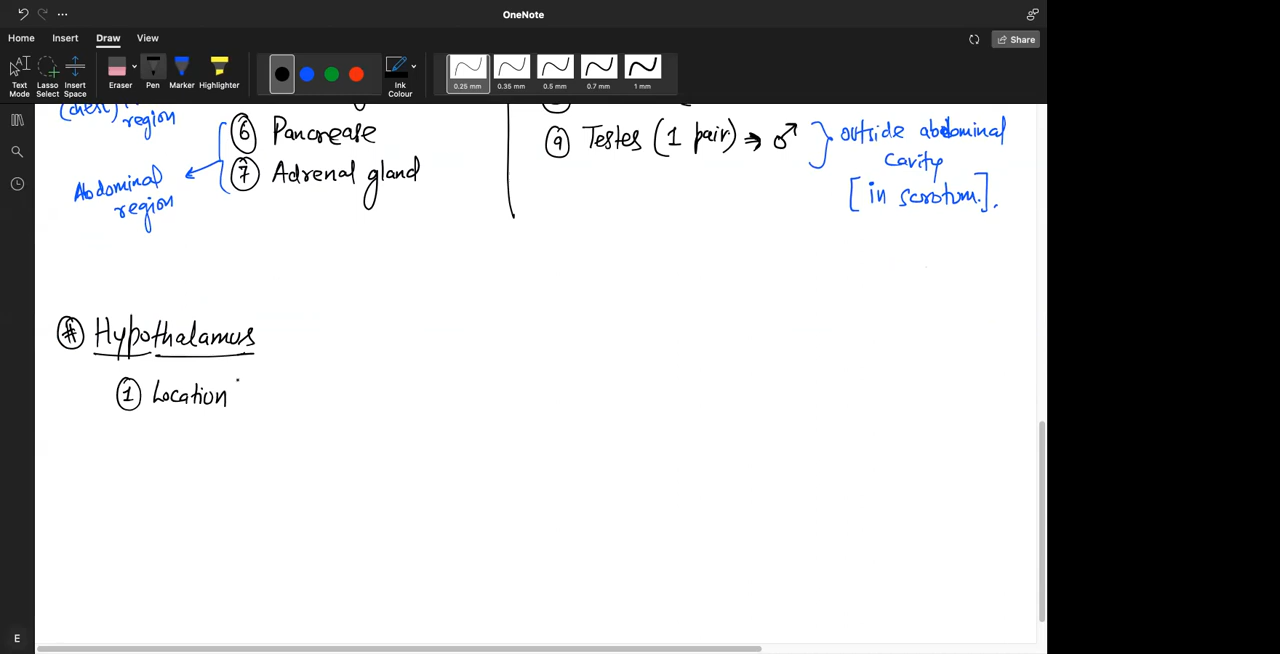 OneNote
Home Insert Draw View
Share
Text Mode
Lasso Select
Insert Space
Eraser
Pen
Marker
Highlighter
Ink Colour
0.25 mm 0.35 mm 0.5 mm 0.7 mm 1 mm
(chest)
region
6 Pancrease
7 Adrenal gland
Abdominal
region
9 Testes (1 pair) ⇒ ♂
outside abdominal
cavity
[in scrotum].
# Hypothalamus
1 Location
E